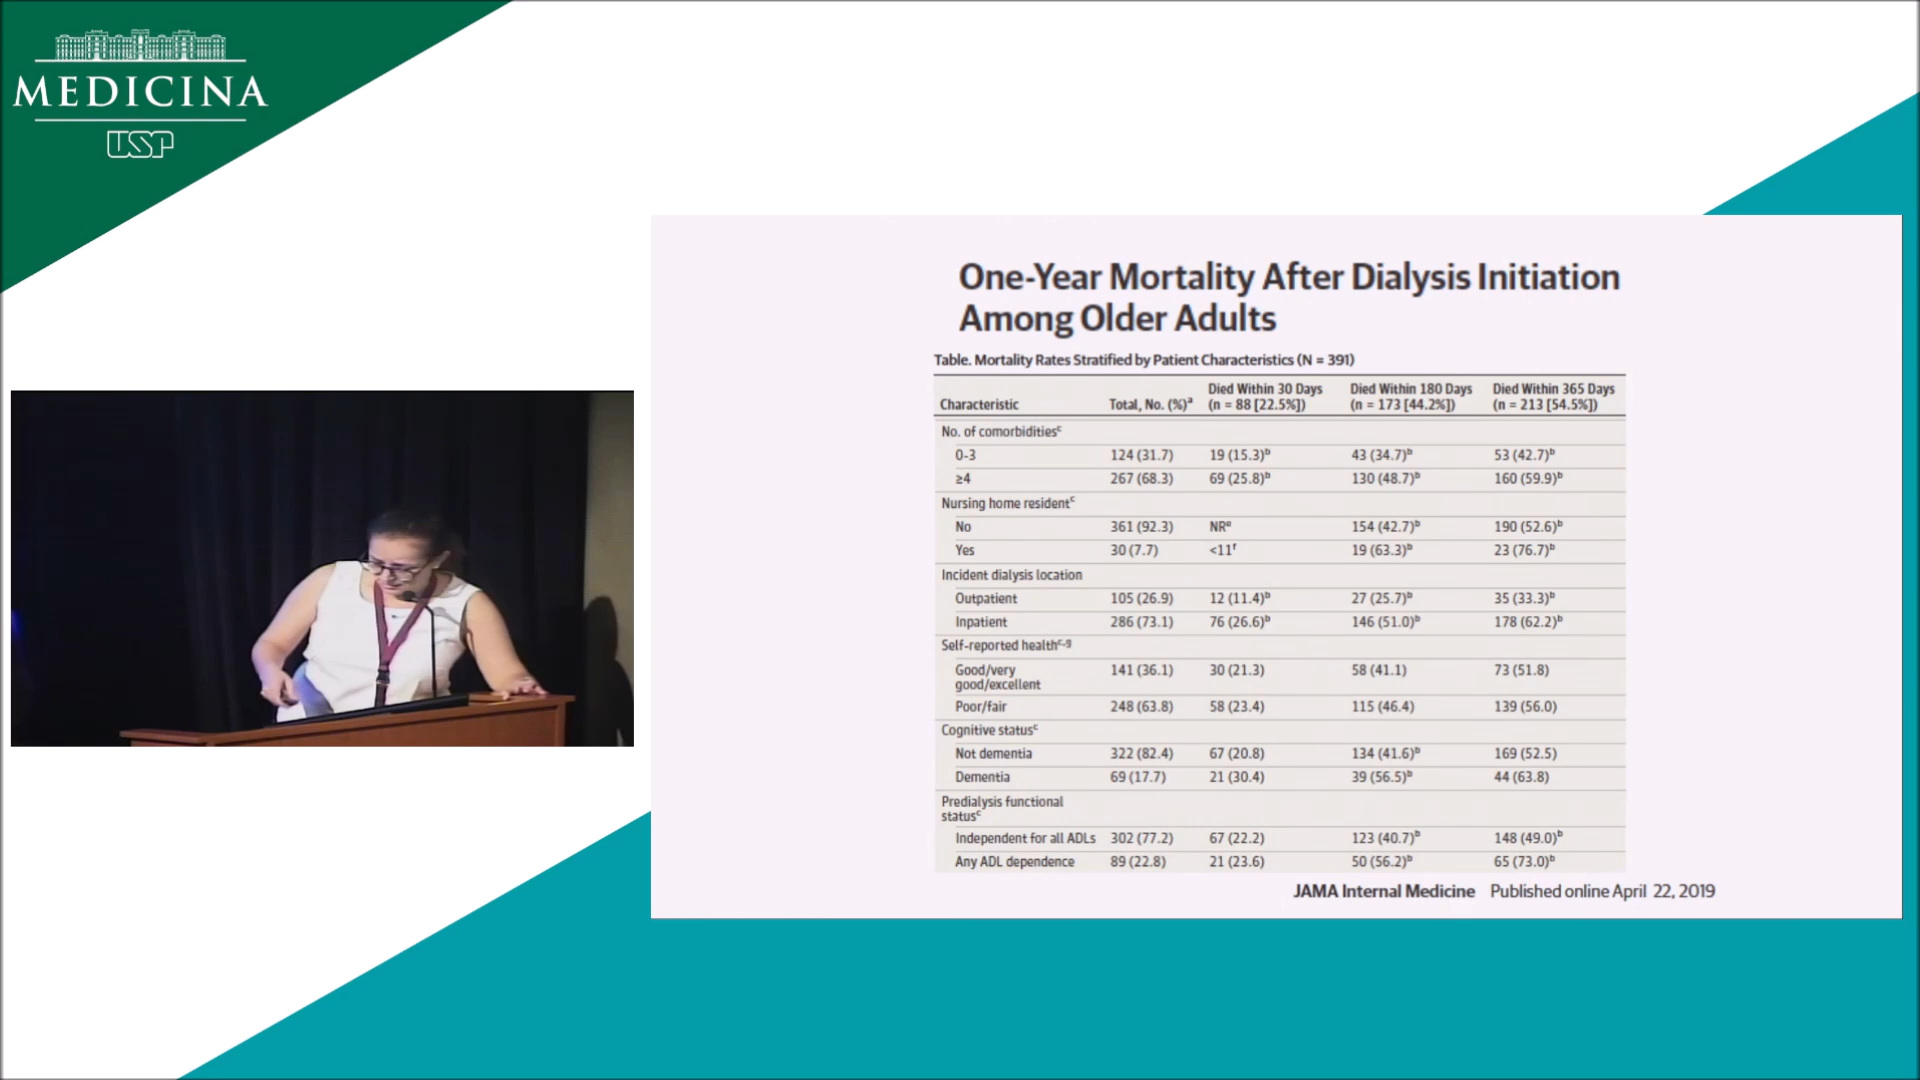 MEDICINA
USP
One-Year Mortality After Dialysis Initiation
Among Older Adults
Table. Mortality Rates Stratified by Patient Characteristics (N = 391)
Characteristic Total, No. (%)ᵃ Died Within 30 Days (n = 88 [22.5%]) Died Within 180 Days (n = 173 [44.2%]) Died Within 365 Days (n = 213 [54.5%])
No. of comorbiditiesᶜ
0-3 124 (31.7) 19 (15.3)ᵇ 43 (34.7)ᵇ 53 (42.7)ᵇ
≥4 267 (68.3) 69 (25.8)ᵇ 130 (48.7)ᵇ 160 (59.9)ᵇ
Nursing home residentᶜ
No 361 (92.3) NRᵉ 154 (42.7)ᵇ 190 (52.6)ᵇ
Yes 30 (7.7) <11ᶠ 19 (63.3)ᵇ 23 (76.7)ᵇ
Incident dialysis location
Outpatient 105 (26.9) 12 (11.4)ᵇ 27 (25.7)ᵇ 35 (33.3)ᵇ
Inpatient 286 (73.1) 76 (26.6)ᵇ 146 (51.0)ᵇ 178 (62.2)ᵇ
Self-reported healthᶜ⁻ᵍ
Good/very
good/excellent 141 (36.1) 30 (21.3) 58 (41.1) 73 (51.8)
Poor/fair 248 (63.8) 58 (23.4) 115 (46.4) 139 (56.0)
Cognitive statusᶜ
Not dementia 322 (82.4) 67 (20.8) 134 (41.6)ᵇ 169 (52.5)
Dementia 69 (17.7) 21 (30.4) 39 (56.5)ᵇ 44 (63.8)
Predialysis functional
statusᶜ
Independent for all ADLs 302 (77.2) 67 (22.2) 123 (40.7)ᵇ 148 (49.0)ᵇ
Any ADL dependence 89 (22.8) 21 (23.6) 50 (56.2)ᵇ 65 (73.0)ᵇ
JAMA Internal Medicine Published online April 22, 2019